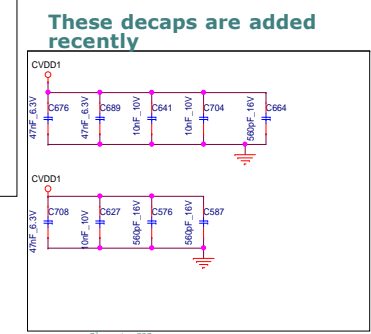 These decaps are added
recently
CVDD1
47nF_6.3V C676 47nF_6.3V C689 10nF_10V C641 10nF_10V C704 560pF_16V C664
CVDD1
47nF_6.3V C708 10nF_10V C627 560pF_16V C576 560pF_16V C587